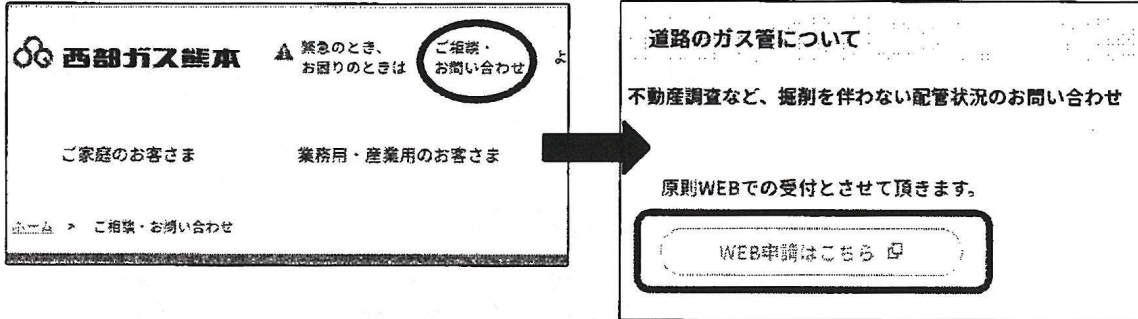 西部ガス熊本
緊急のとき、
お困りのときは
ご相談・
お問い合わせ
よ
ご家庭のお客さま
業務用・産業用のお客さま
ホーム > ご相談・お問い合わせ
道路のガス管について
不動産調査など、掘削を伴わない配管状況のお問い合わせ
原則WEBでの受付とさせて頂きます。
WEB申請はこちら